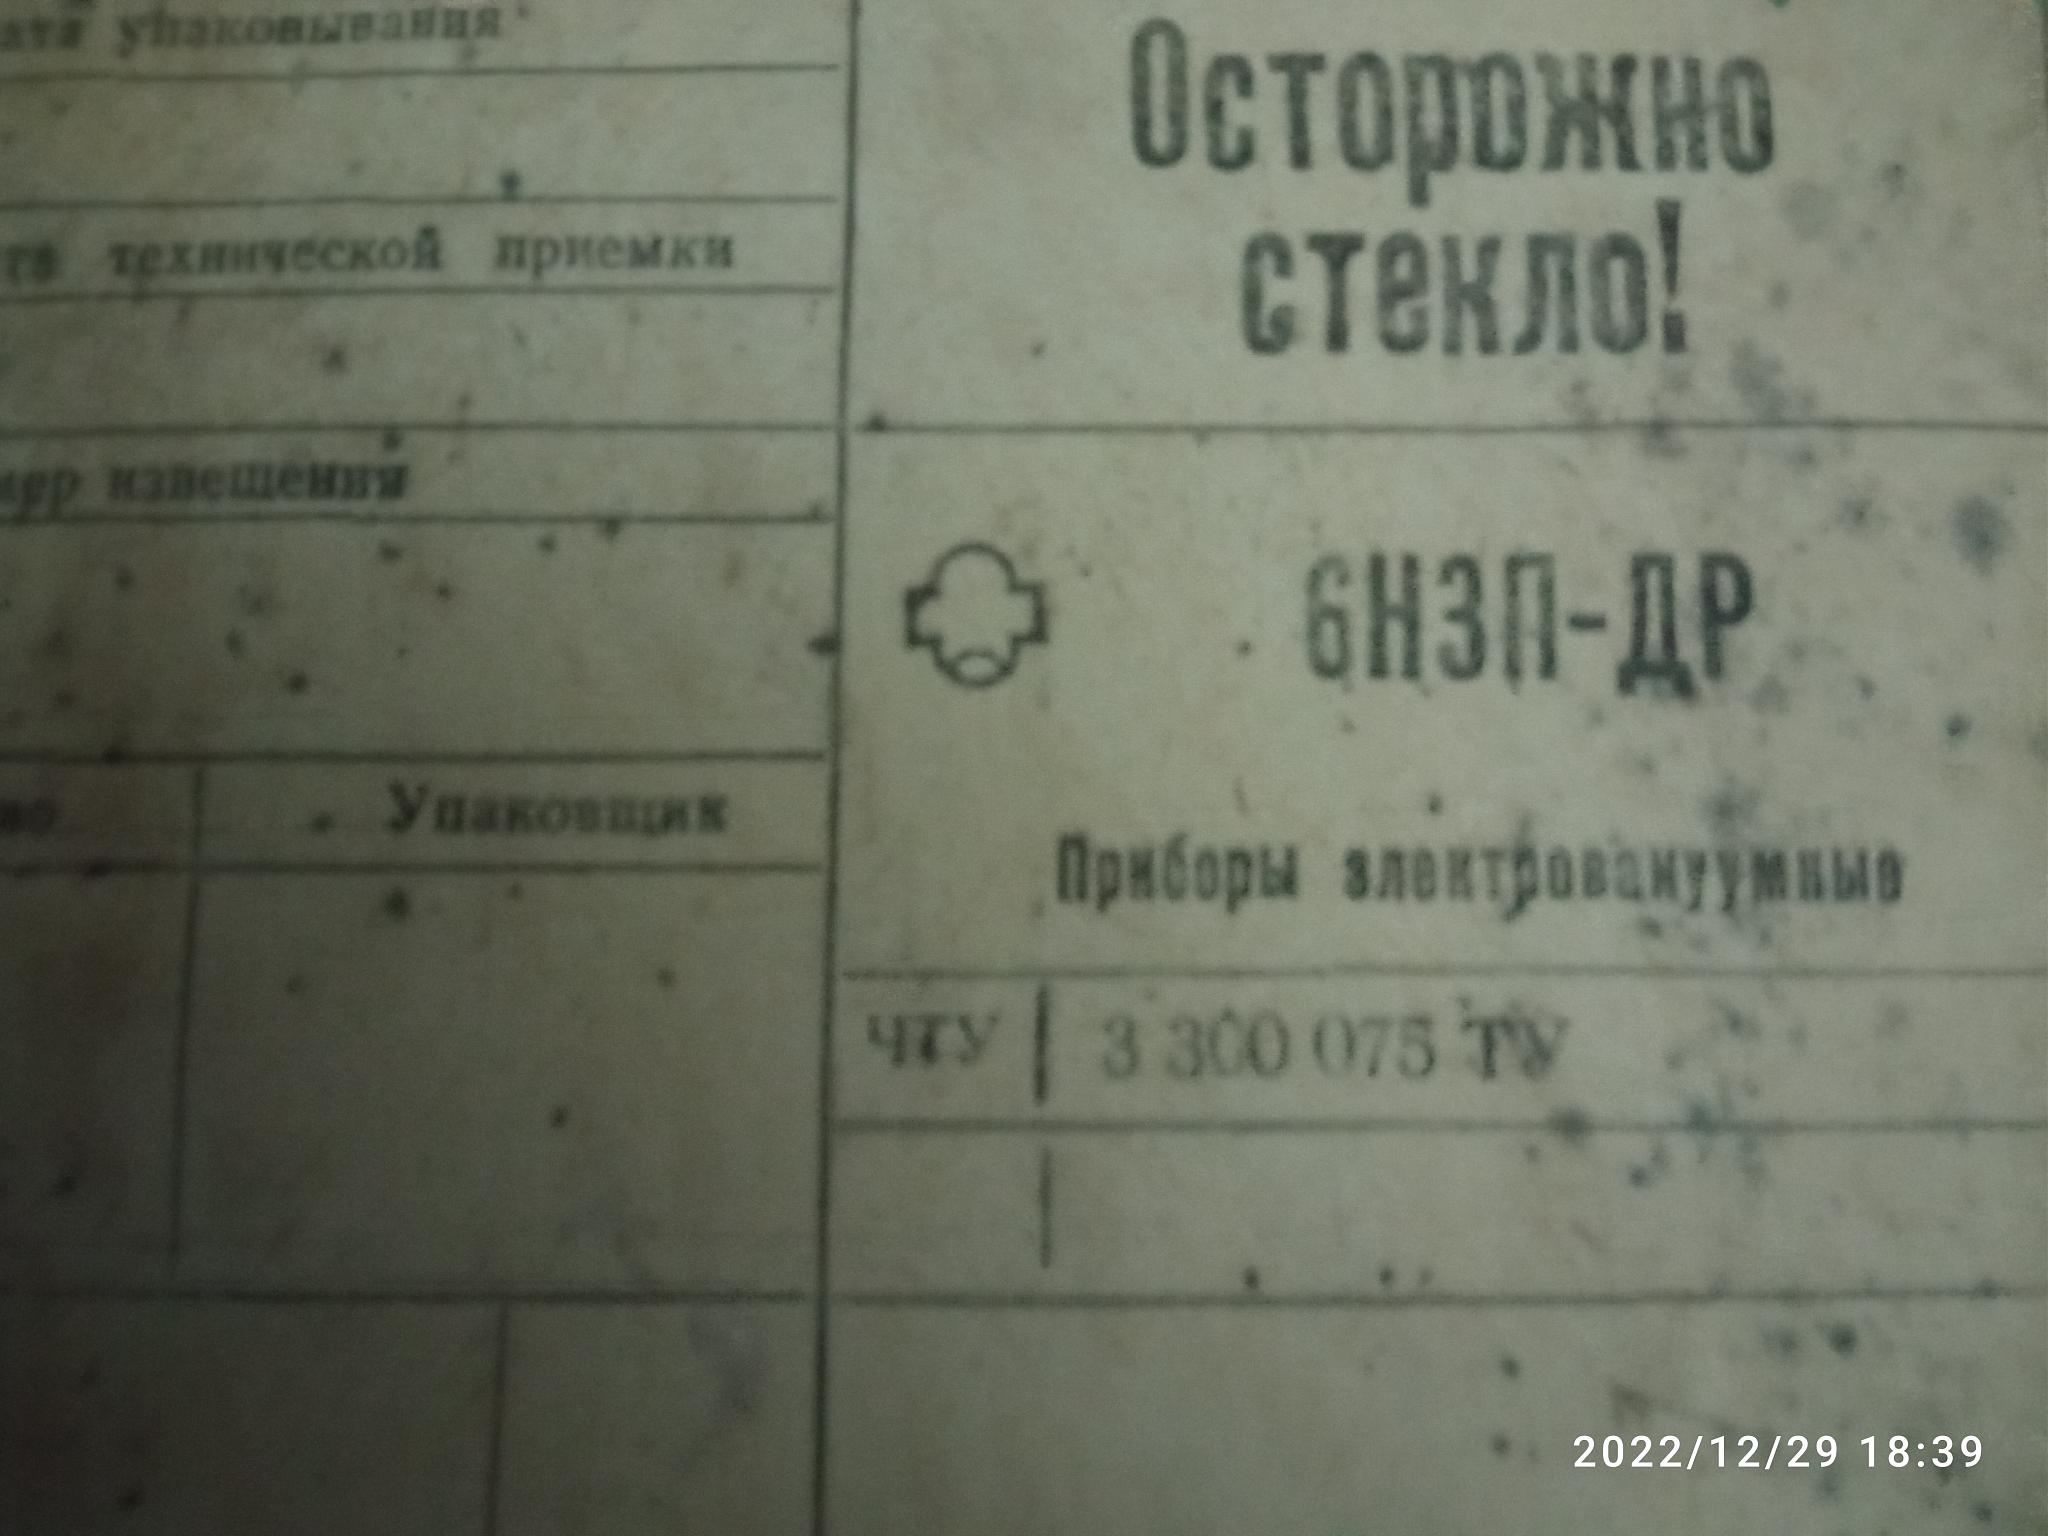 упаковывания
технической приемки
извещения
Упаковщик
Осторожно
стекло!
6Н3П-ДР
Приборы электровакуумные
ЧТУ 3 300 075 ТУ
2022/12/29 18:39